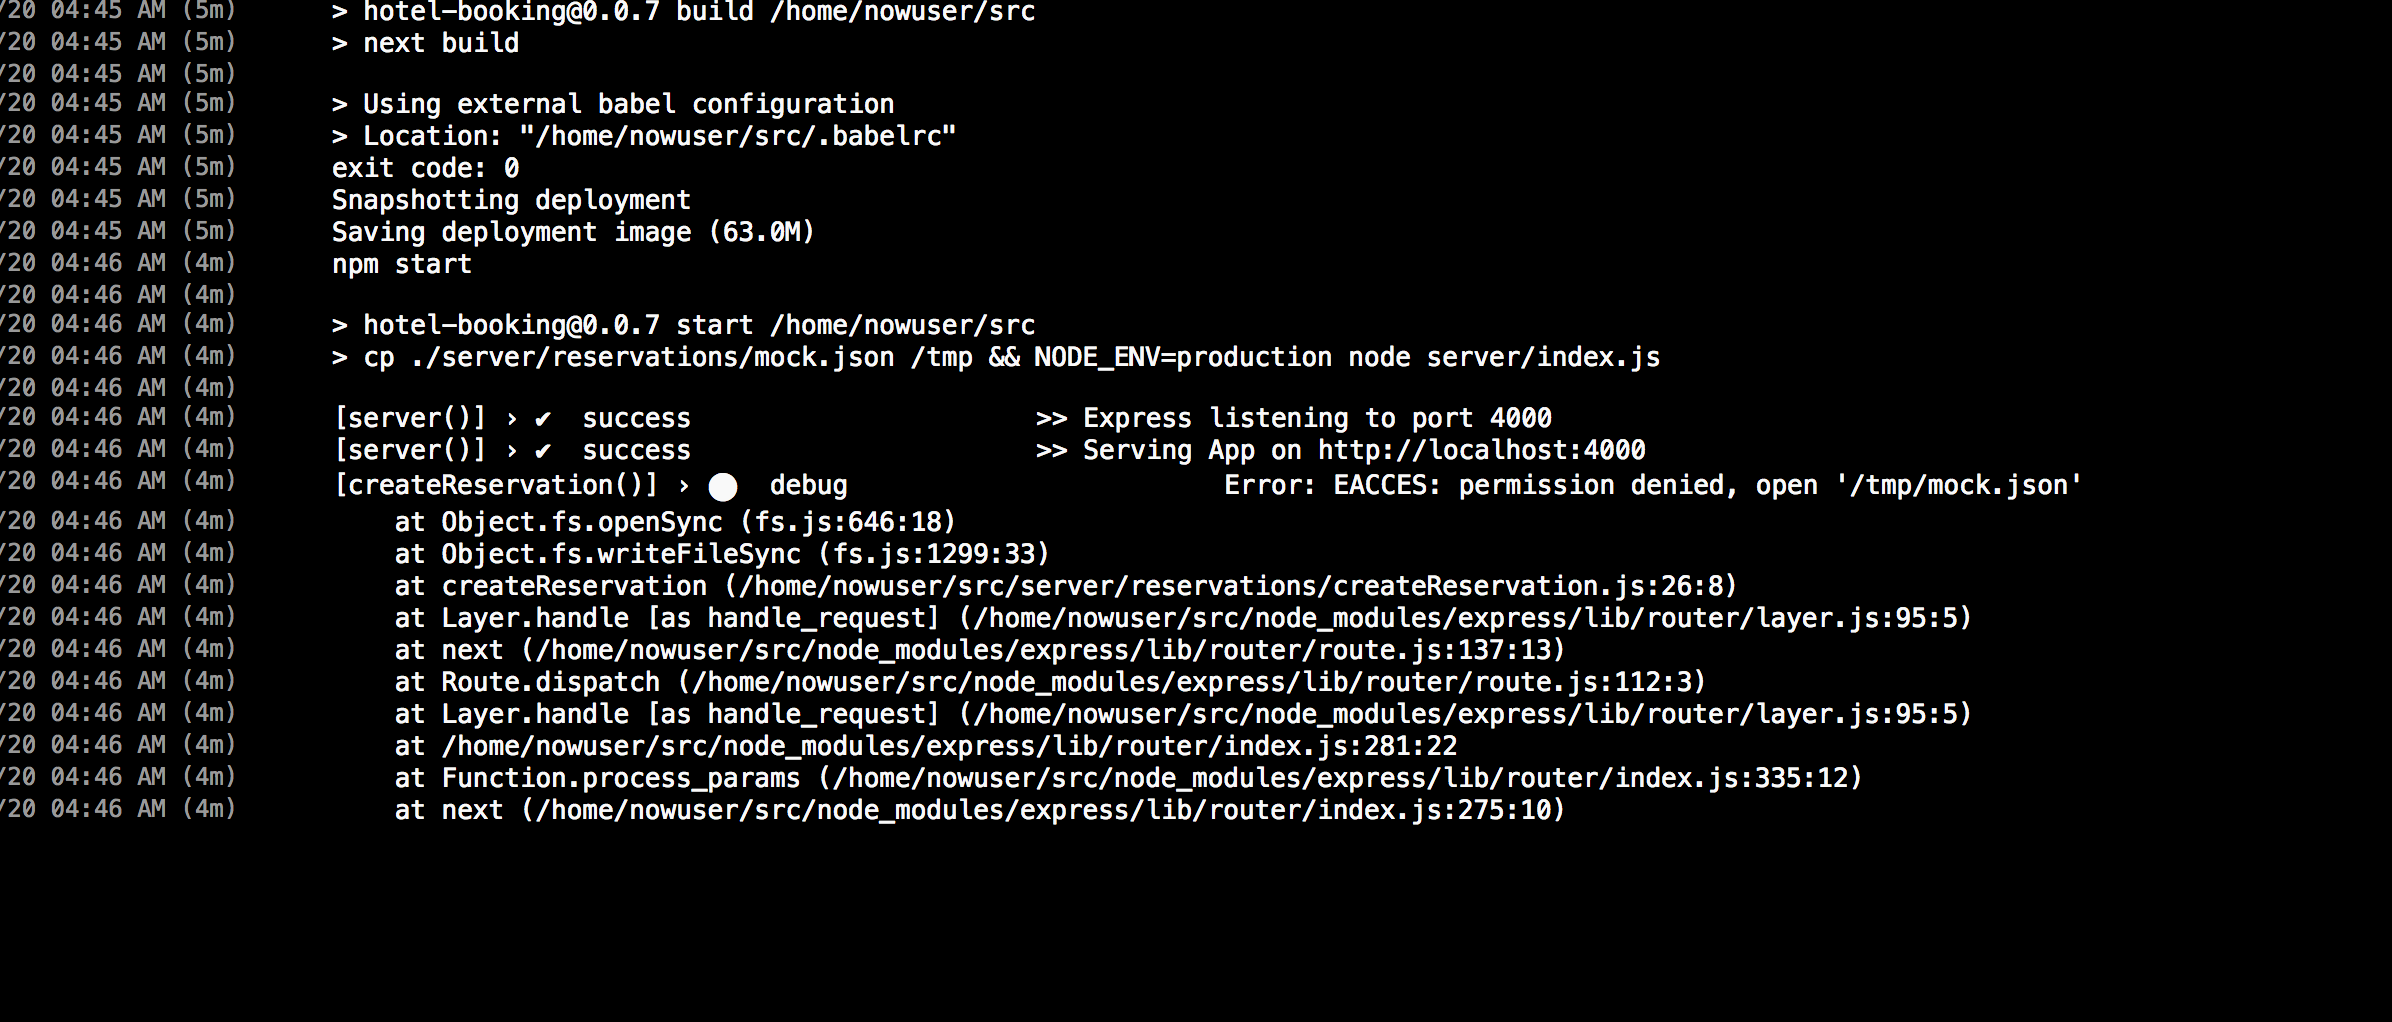 /20 04:45 AM (5m) > hotel-booking@0.0.7 build /home/nowuser/src
/20 04:45 AM (5m) > next build
/20 04:45 AM (5m)
/20 04:45 AM (5m) > Using external babel configuration
/20 04:45 AM (5m) > Location: "/home/nowuser/src/.babelrc"
/20 04:45 AM (5m) exit code: 0
/20 04:45 AM (5m) Snapshotting deployment
/20 04:45 AM (5m) Saving deployment image (63.0M)
/20 04:46 AM (4m) npm start
/20 04:46 AM (4m)
/20 04:46 AM (4m) > hotel-booking@0.0.7 start /home/nowuser/src
/20 04:46 AM (4m) > cp ./server/reservations/mock.json /tmp && NODE_ENV=production node server/index.js
/20 04:46 AM (4m)
/20 04:46 AM (4m) [server()] › ✔ success >> Express listening to port 4000
/20 04:46 AM (4m) [server()] › ✔ success >> Serving App on http://localhost:4000
/20 04:46 AM (4m) [createReservation()] › ⬤ debug Error: EACCES: permission denied, open '/tmp/mock.json'
/20 04:46 AM (4m) at Object.fs.openSync (fs.js:646:18)
/20 04:46 AM (4m) at Object.fs.writeFileSync (fs.js:1299:33)
/20 04:46 AM (4m) at createReservation (/home/nowuser/src/server/reservations/createReservation.js:26:8)
/20 04:46 AM (4m) at Layer.handle [as handle_request] (/home/nowuser/src/node_modules/express/lib/router/layer.js:95:5)
/20 04:46 AM (4m) at next (/home/nowuser/src/node_modules/express/lib/router/route.js:137:13)
/20 04:46 AM (4m) at Route.dispatch (/home/nowuser/src/node_modules/express/lib/router/route.js:112:3)
/20 04:46 AM (4m) at Layer.handle [as handle_request] (/home/nowuser/src/node_modules/express/lib/router/layer.js:95:5)
/20 04:46 AM (4m) at /home/nowuser/src/node_modules/express/lib/router/index.js:281:22
/20 04:46 AM (4m) at Function.process_params (/home/nowuser/src/node_modules/express/lib/router/index.js:335:12)
/20 04:46 AM (4m) at next (/home/nowuser/src/node_modules/express/lib/router/index.js:275:10)